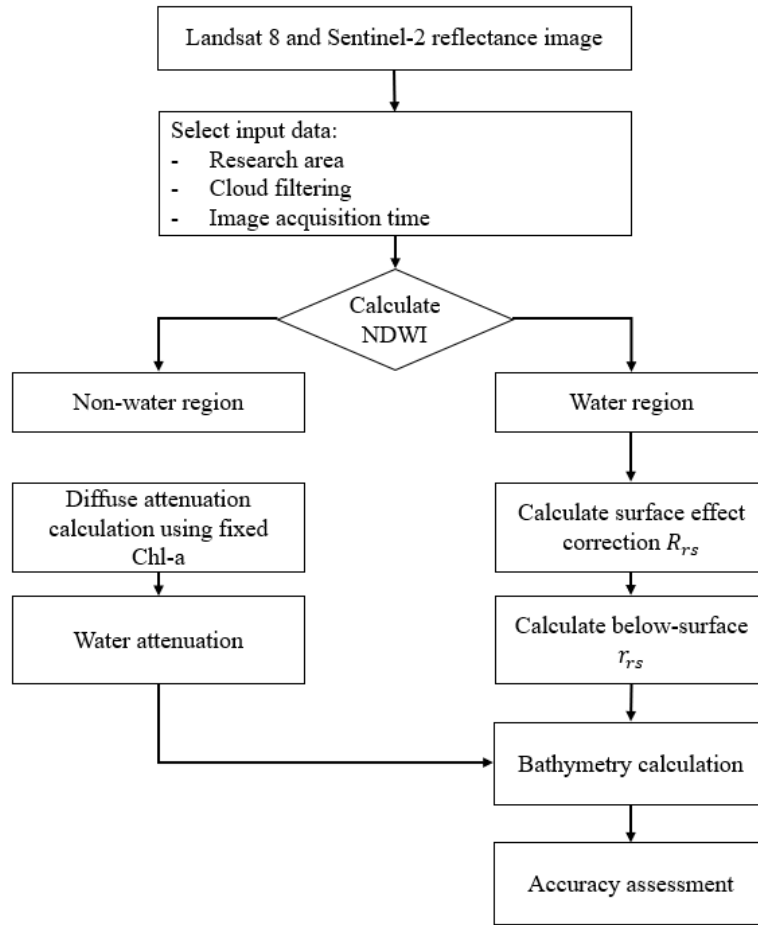 Landsat 8 and Sentinel-2 reflectance image
Select input data:
- Research area
- Cloud filtering
- Image acquisition time
Calculate
NDWI
Non-water region
Water region
Diffuse attenuation
calculation using fixed
Chl-a
Calculate surface effect
correction R_rs
Water attenuation
Calculate below-surface
r_rs
Bathymetry calculation
Accuracy assessment